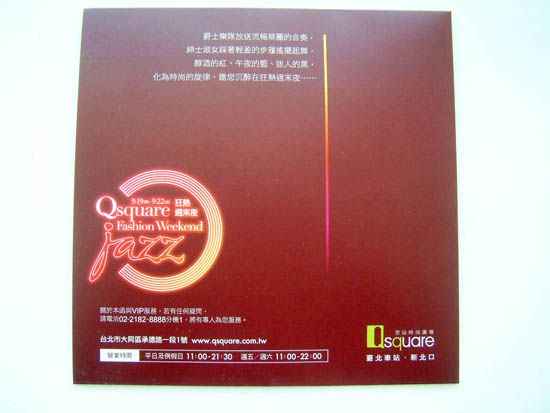 爵士樂隊放送流暢華麗的合奏，
紳士淑女踩著輕盈的步履搖擺起舞，
醇酒的紅、午夜的藍、迷人的黑，
化為時尚的旋律，邀您沉醉在狂熱週末夜……
9.19㊄-9.22㊀
狂熱
週末夜
Qsquare
Fashion Weekend
jazz
關於本函與VIP服務，若有任何疑問，
請電洽02-2182-8888分機1，將有專人為您服務。
台北市大同區承德路一段1號 www.qsquare.com.tw
營業時間 平日及例假日 11:00-21:30 週五／週六 11:00-22:00
京站時尚廣場
Qsquare
臺北車站・新北口